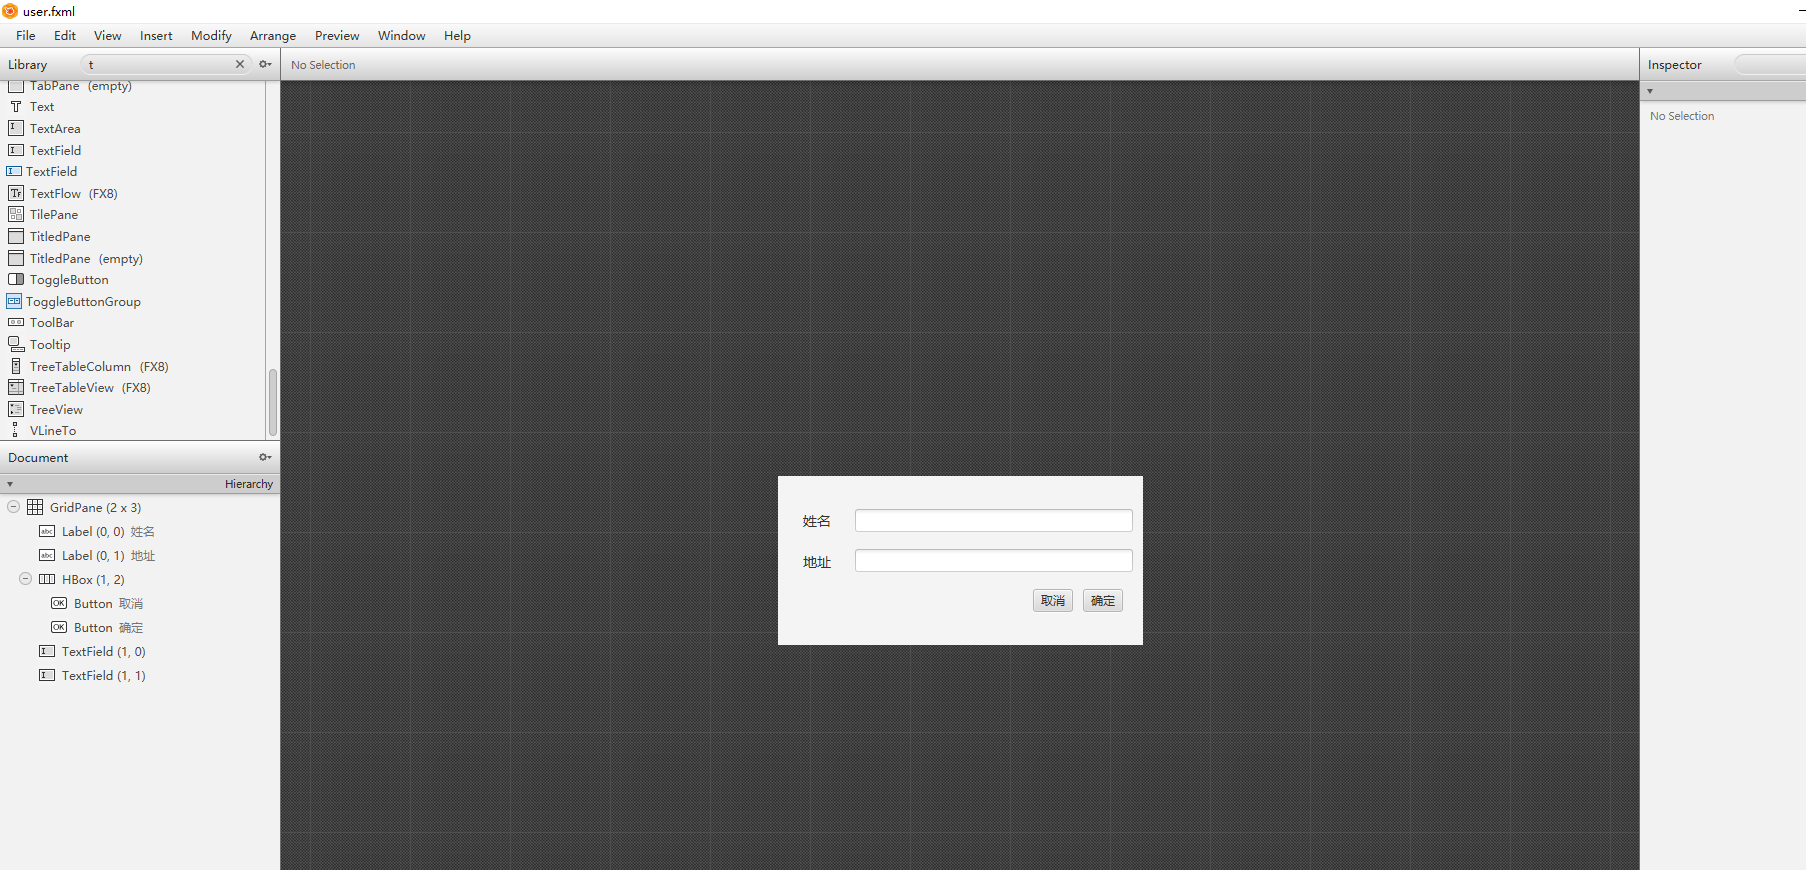 user.fxml
File Edit View Insert Modify Arrange Preview Window Help
Library t
TabPane (empty)
Text
TextArea
TextField
TextField
TextFlow (FX8)
TilePane
TitledPane
TitledPane (empty)
ToggleButton
ToggleButtonGroup
ToolBar
Tooltip
TreeTableColumn (FX8)
TreeTableView (FX8)
TreeView
VLineTo
Document
Hierarchy
GridPane (2 x 3)
Label (0, 0) 姓名
Label (0, 1) 地址
HBox (1, 2)
Button 取消
Button 确定
TextField (1, 0)
TextField (1, 1)
No Selection
姓名
地址
取消 确定
Inspector
No Selection